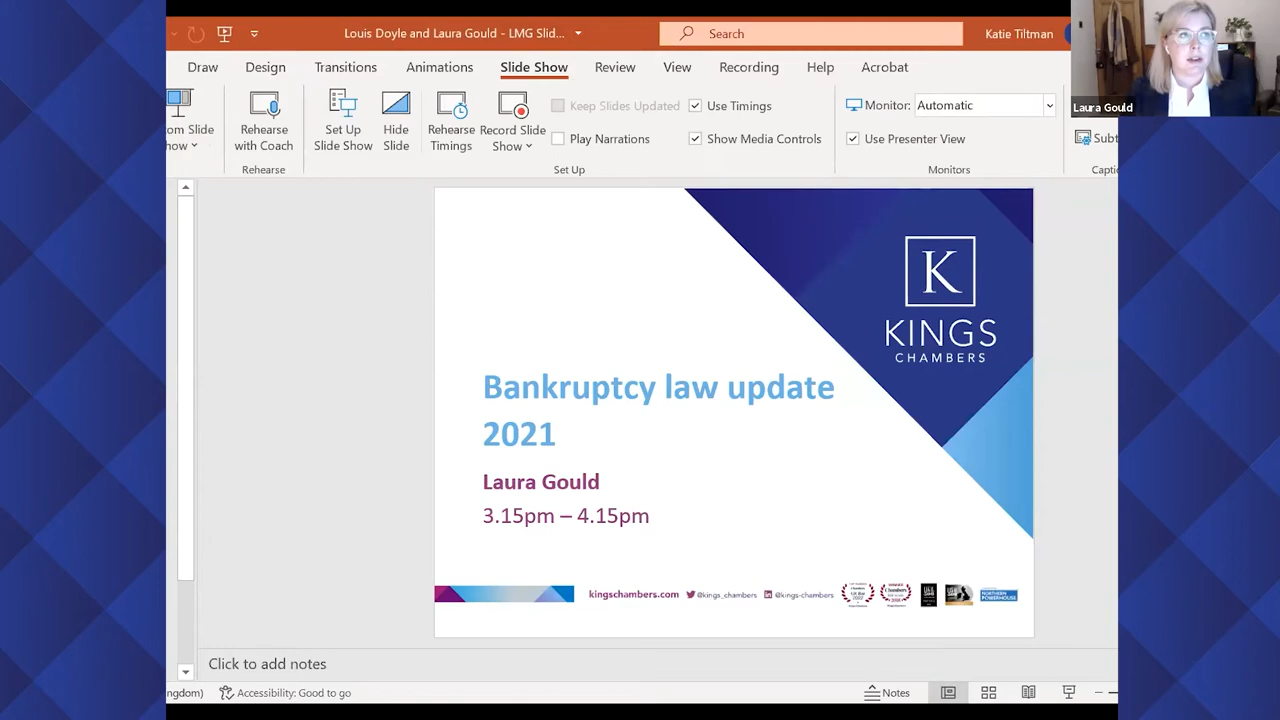 Louis Doyle and Laura Gould - LMG Slid...
Search
Katie Tiltman
Draw
Design
Transitions
Animations
Slide Show
Review
View
Recording
Help
Acrobat
Laura Gould
Rehearse
with Coach
Set Up
Slide Show
Hide
Slide
Rehearse
Timings
Record Slide
Show
Keep Slides Updated
Use Timings
Play Narrations
Show Media Controls
Monitor:
Automatic
Use Presenter View
Rehearse
Set Up
Monitors
K
KINGS
CHAMBERS
Bankruptcy law update
2021
Laura Gould
3.15pm – 4.15pm
kingschambers.com
@kings_chambers
@kings-chambers
NORTHERN
POWERHOUSE
Click to add notes
Accessibility: Good to go
Notes